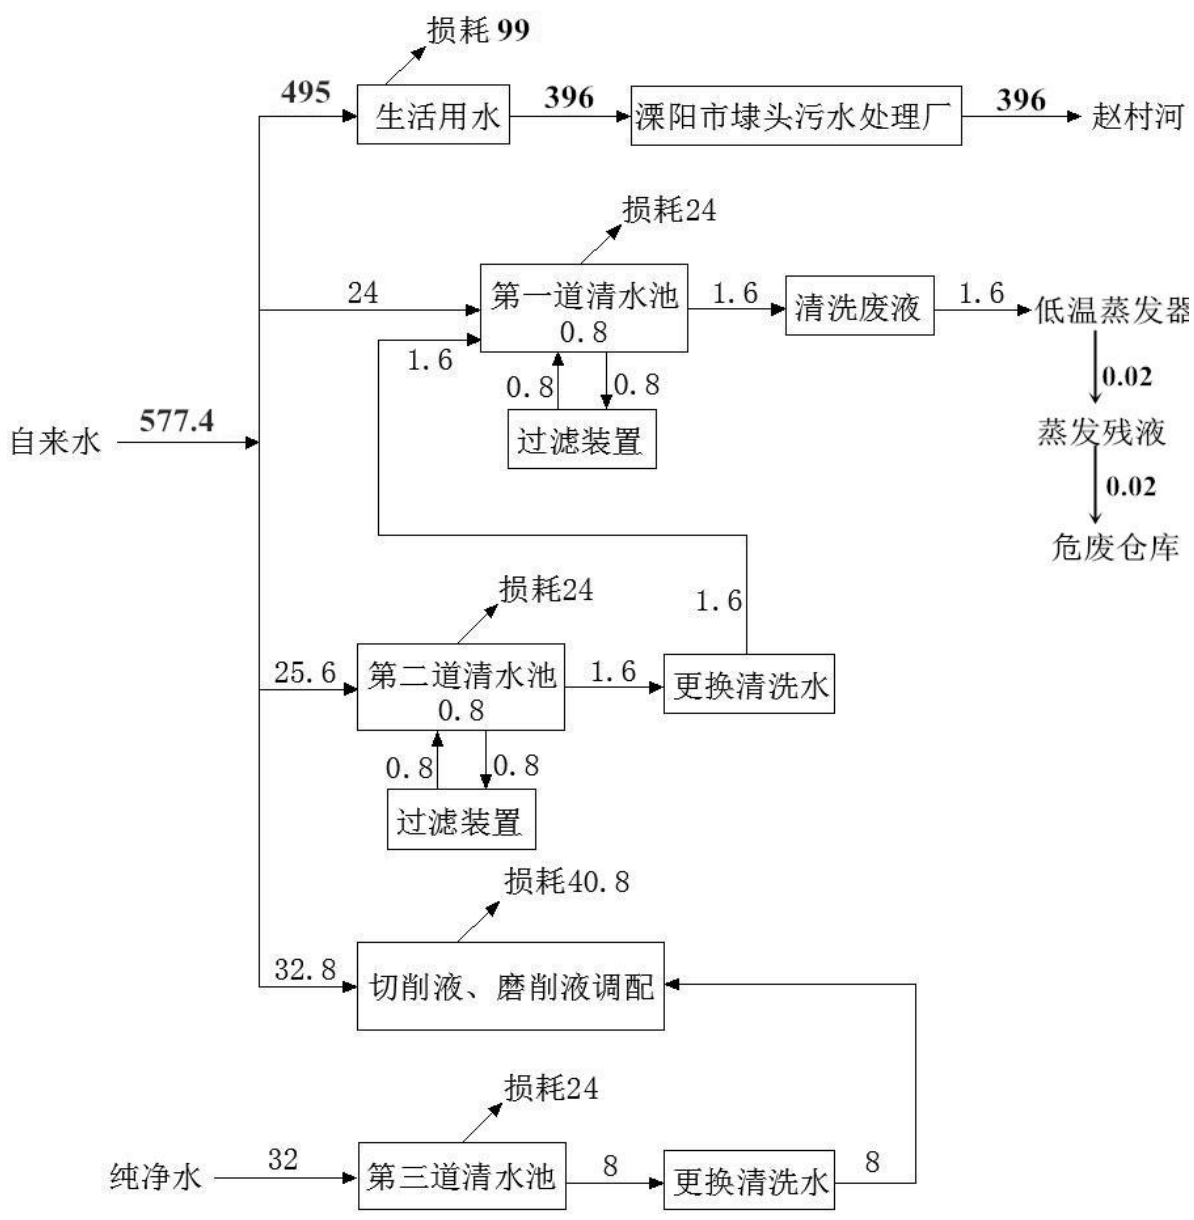 损耗 99
495
生活用水
396
溧阳市埭头污水处理厂
396
赵村河
损耗24
24
第一道清水池
0.8
1.6
清洗废液
1.6
低温蒸发器
1.6
0.8
0.8
过滤装置
0.02
蒸发残液
0.02
危废仓库
自来水
577.4
损耗24
25.6
第二道清水池
0.8
1.6
更换清洗水
1.6
0.8
0.8
过滤装置
损耗40.8
32.8
切削液、磨削液调配
损耗24
纯净水
32
第三道清水池
8
更换清洗水
8